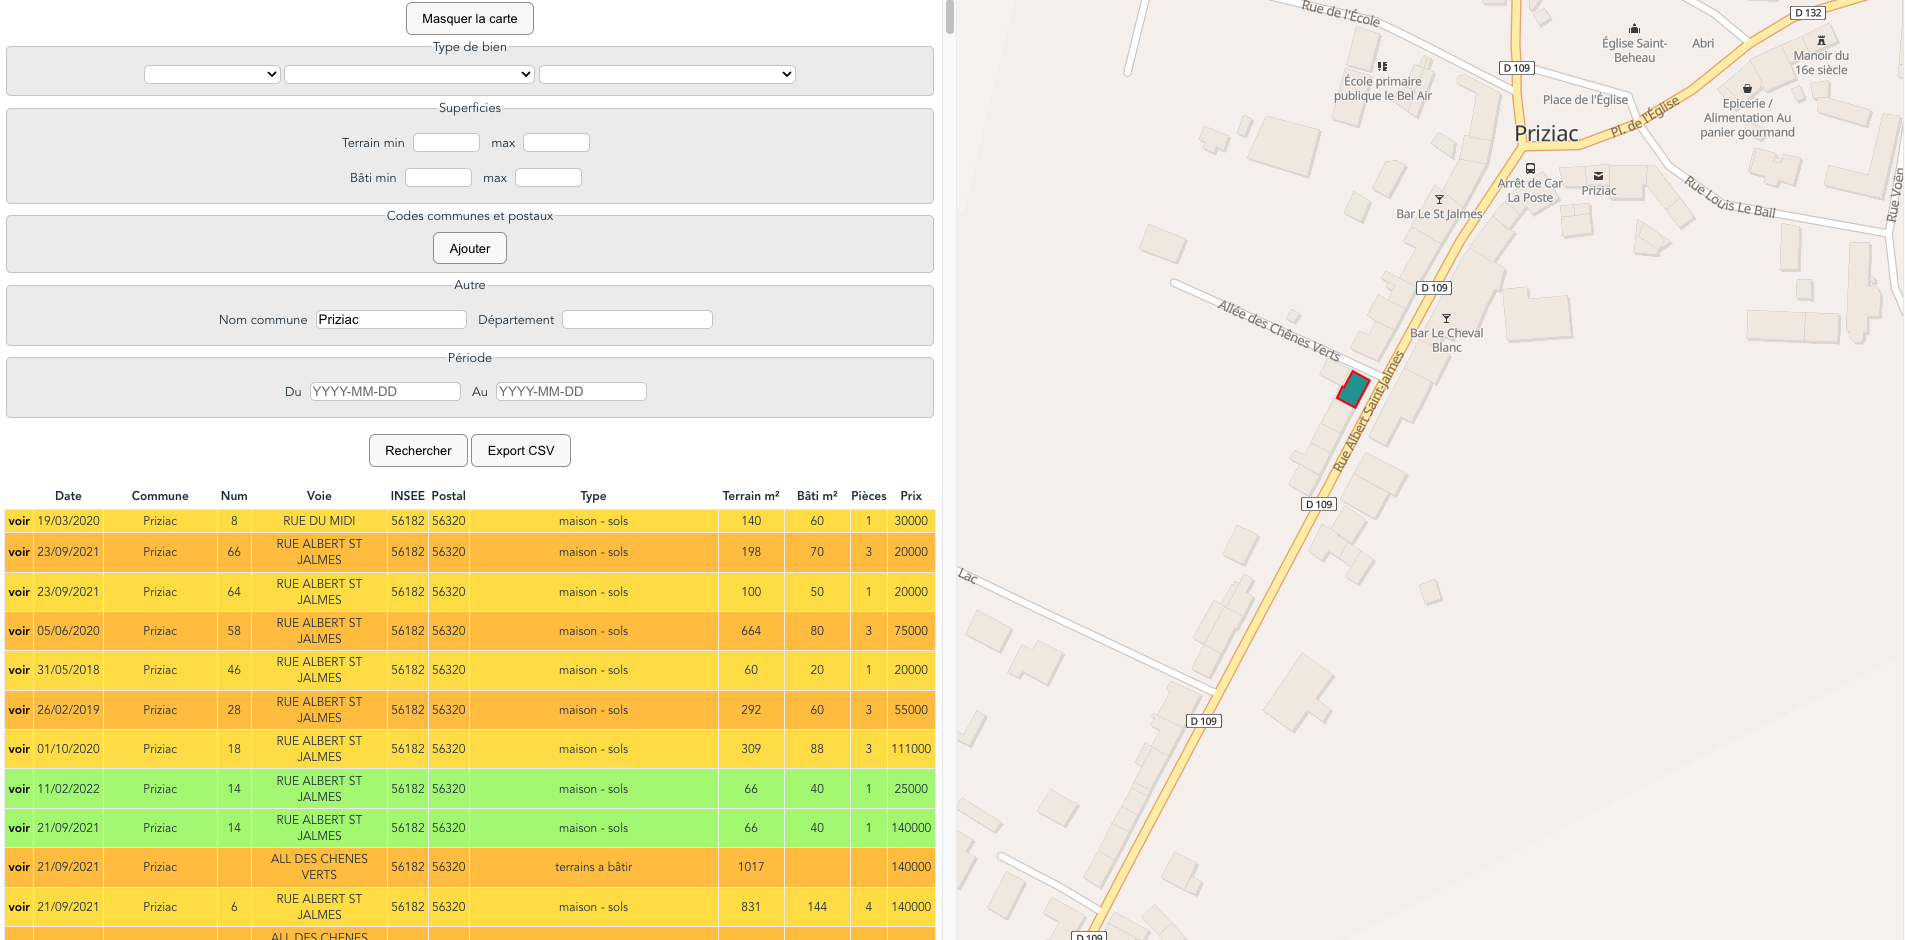 Masquer la carte
Type de bien
Superficies
Terrain min max
Bâti min max
Codes communes et postaux
Ajouter
Autre
Nom commune Priziac Département
Période
Du YYYY-MM-DD Au YYYY-MM-DD
Rechercher Export CSV
Date Commune Num Voie INSEE Postal Type Terrain m² Bâti m² Pièces Prix
voir 19/03/2020 Priziac 8 RUE DU MIDI 56182 56320 maison - sols 140 60 1 30000
voir 23/09/2021 Priziac 66 RUE ALBERT ST JALMES 56182 56320 maison - sols 198 70 3 20000
voir 23/09/2021 Priziac 64 RUE ALBERT ST JALMES 56182 56320 maison - sols 100 50 1 20000
voir 05/06/2020 Priziac 58 RUE ALBERT ST JALMES 56182 56320 maison - sols 664 80 3 75000
voir 31/05/2018 Priziac 46 RUE ALBERT ST JALMES 56182 56320 maison - sols 60 20 1 20000
voir 26/02/2019 Priziac 28 RUE ALBERT ST JALMES 56182 56320 maison - sols 292 60 3 55000
voir 01/10/2020 Priziac 18 RUE ALBERT ST JALMES 56182 56320 maison - sols 309 88 3 111000
voir 11/02/2022 Priziac 14 RUE ALBERT ST JALMES 56182 56320 maison - sols 66 40 1 25000
voir 21/09/2021 Priziac 14 RUE ALBERT ST JALMES 56182 56320 maison - sols 66 40 1 140000
voir 21/09/2021 Priziac ALL DES CHENES VERTS 56182 56320 terrains a bâtir 1017 140000
voir 21/09/2021 Priziac 6 RUE ALBERT ST JALMES 56182 56320 maison - sols 831 144 4 140000
ALL DES CHENES
Rue de l'École
D 132
Église Saint-
Beheau
Abri
Manoir du
16e siècle
D 109
École primaire
publique le Bel Air
Place de l'Église
Epicerie /
Alimentation Au
panier gourmand
Pl. de l'Église
Priziac
Arrêt de Car
La Poste
Priziac
Rue Louis Le Bail
Rue Voën
Bar Le St Jalmes
D 109
Allée des Chênes Verts
Bar Le Cheval
Blanc
Rue Albert Saint-Jalmes
D 109
Lac
D 109
D 109